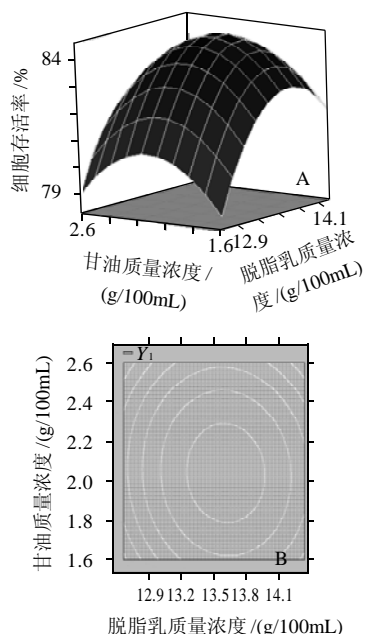 84
79
细胞存活率/%
A
2.6
1.6
12.9
14.1
甘油质量浓度/
(g/100mL)
脱脂乳质量浓
度/(g/100mL)
Y1
2.6
2.4
2.2
2.0
1.8
1.6
甘油质量浓度/(g/100mL)
B
12.9 13.2 13.5 13.8 14.1
脱脂乳质量浓度/(g/100mL)